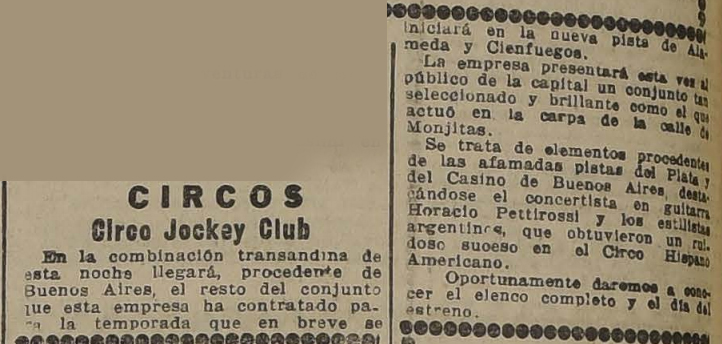 CIRCOS
Circo Jockey Club
En la combinación transandina de
esta noche llegará, procedente de
Buenos Aires, el resto del conjunto
que esta empresa ha contratado pa-
ra la temporada que en breve se
iniciará en la nueva pista de Ala-
meda y Cienfuegos.
La empresa presentará esta vez al
público de la capital un conjunto tan
seleccionado y brillante como el que
actuó en la carpa de la calle de
Monjitas.
Se trata de elementos procedentes
de las afamadas pistas del Plata y
del Casino de Buenos Aires, desta-
cándose el concertista en guitarra
Horacio Pettirossi y los estilistas
argentinos, que obtuvieron un rui-
doso suceso en el Circo Hispano
Americano.
Oportunamente daremos a cono-
cer el elenco completo y el día del
estreno.